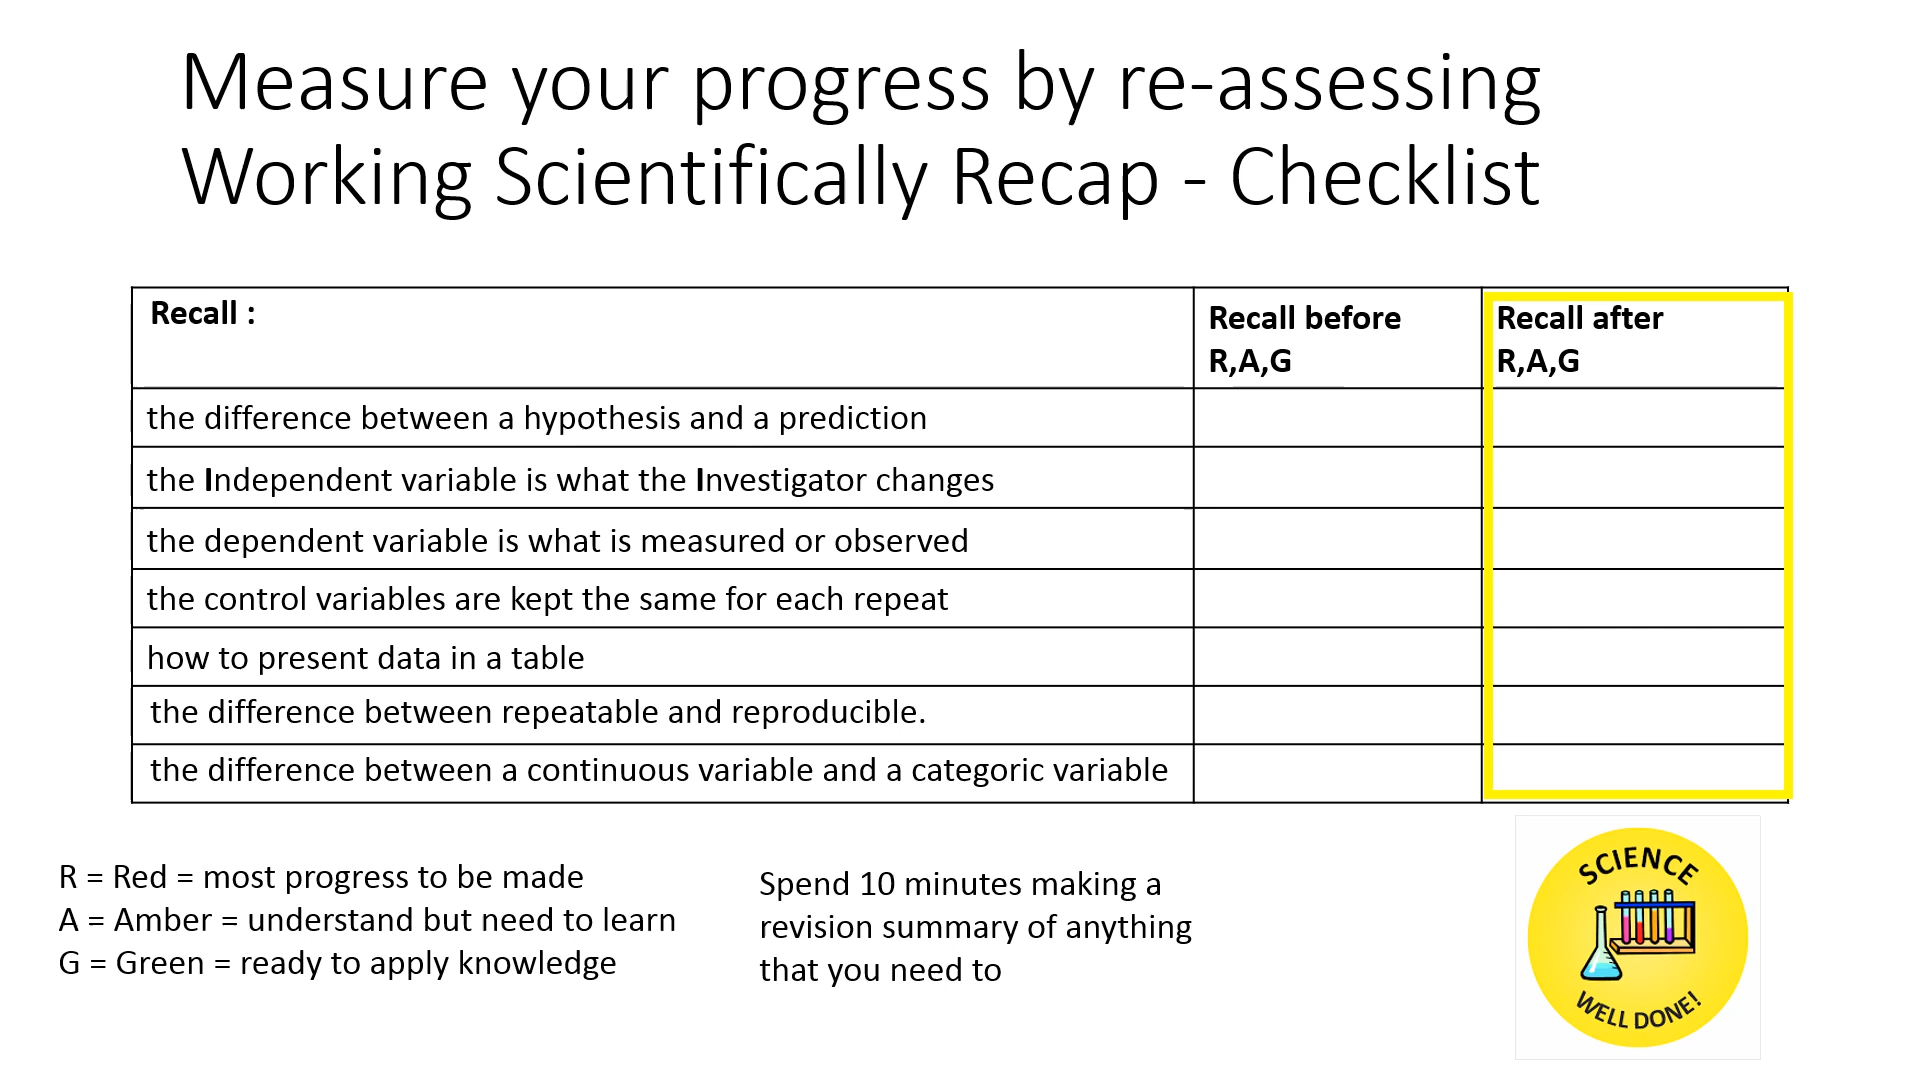 Measure your progress by re-assessing
Working Scientifically Recap - Checklist
Recall :
Recall before
R,A,G
Recall after
R,A,G
the difference between a hypothesis and a prediction
the Independent variable is what the Investigator changes
the dependent variable is what is measured or observed
the control variables are kept the same for each repeat
how to present data in a table
the difference between repeatable and reproducible.
the difference between a continuous variable and a categoric variable
R = Red = most progress to be made
A = Amber = understand but need to learn
G = Green = ready to apply knowledge
Spend 10 minutes making a
revision summary of anything
that you need to
SCIENCE
WELL DONE!